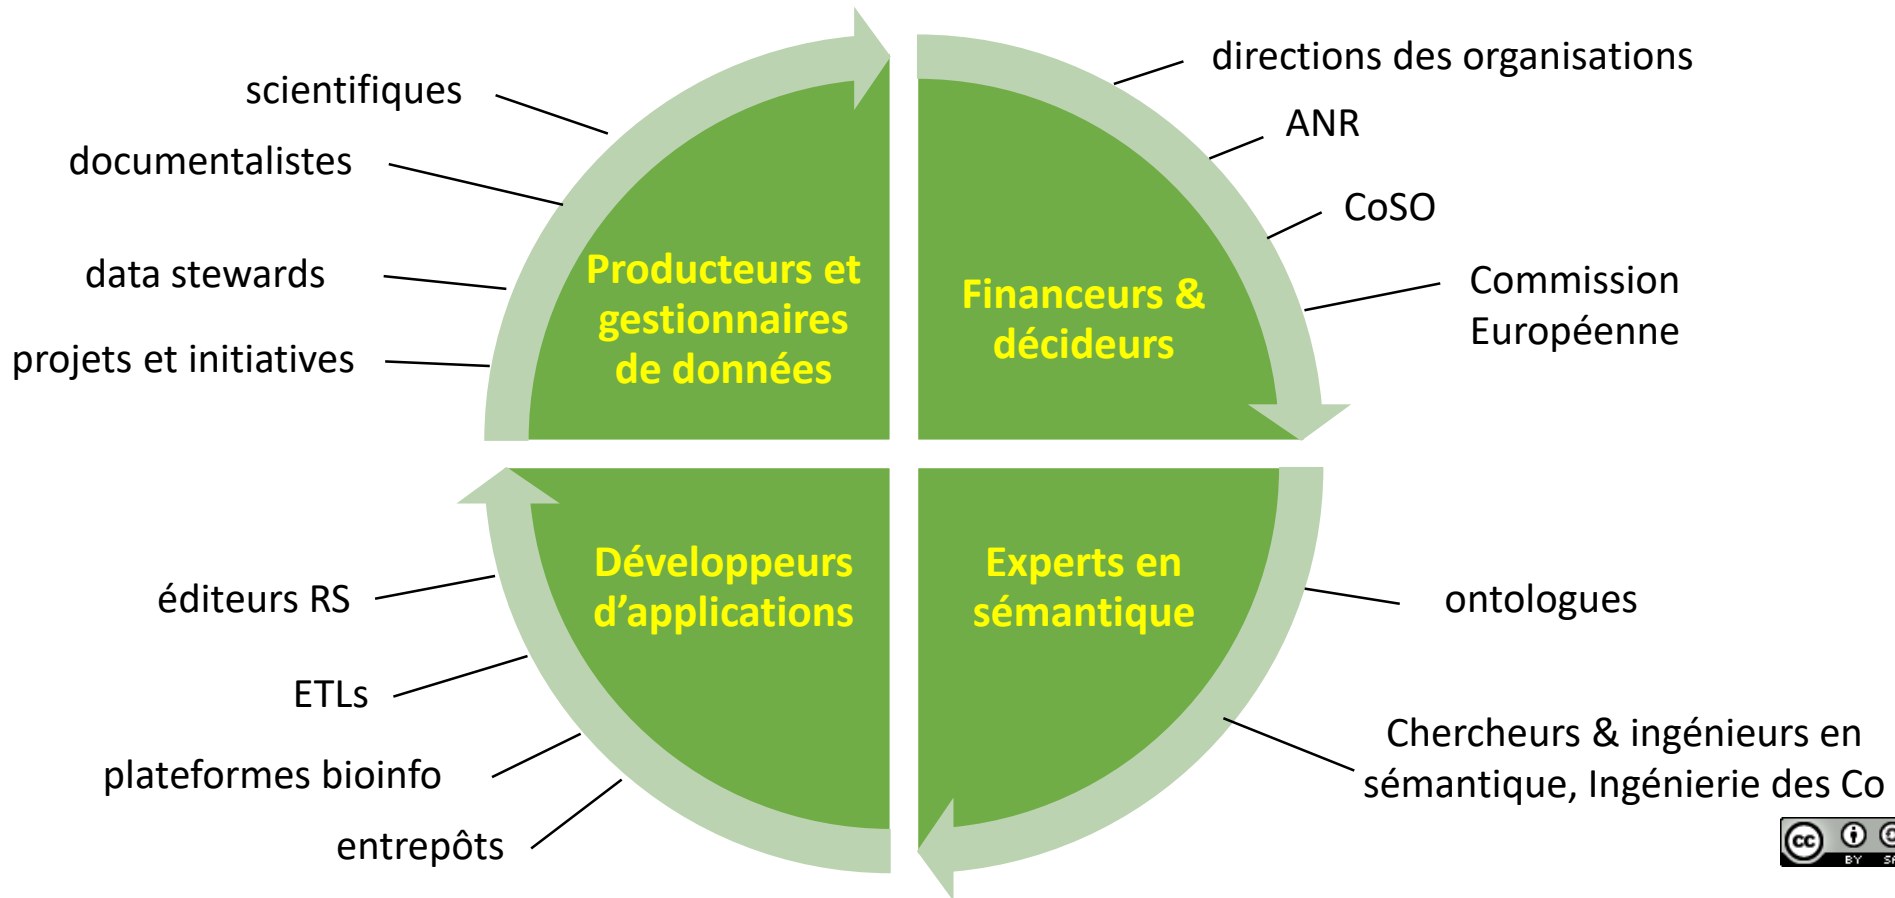 scientifiques
documentalistes
data stewards
projets et initiatives
Producteurs et
gestionnaires
de données
directions des organisations
ANR
CoSO
Commission
Européenne
Financeurs &
décideurs
Développeurs
d’applications
éditeurs RS
ETLs
plateformes bioinfo
entrepôts
Experts en
sémantique
ontologues
Chercheurs & ingénieurs en
sémantique, Ingénierie des Co
cc
BY